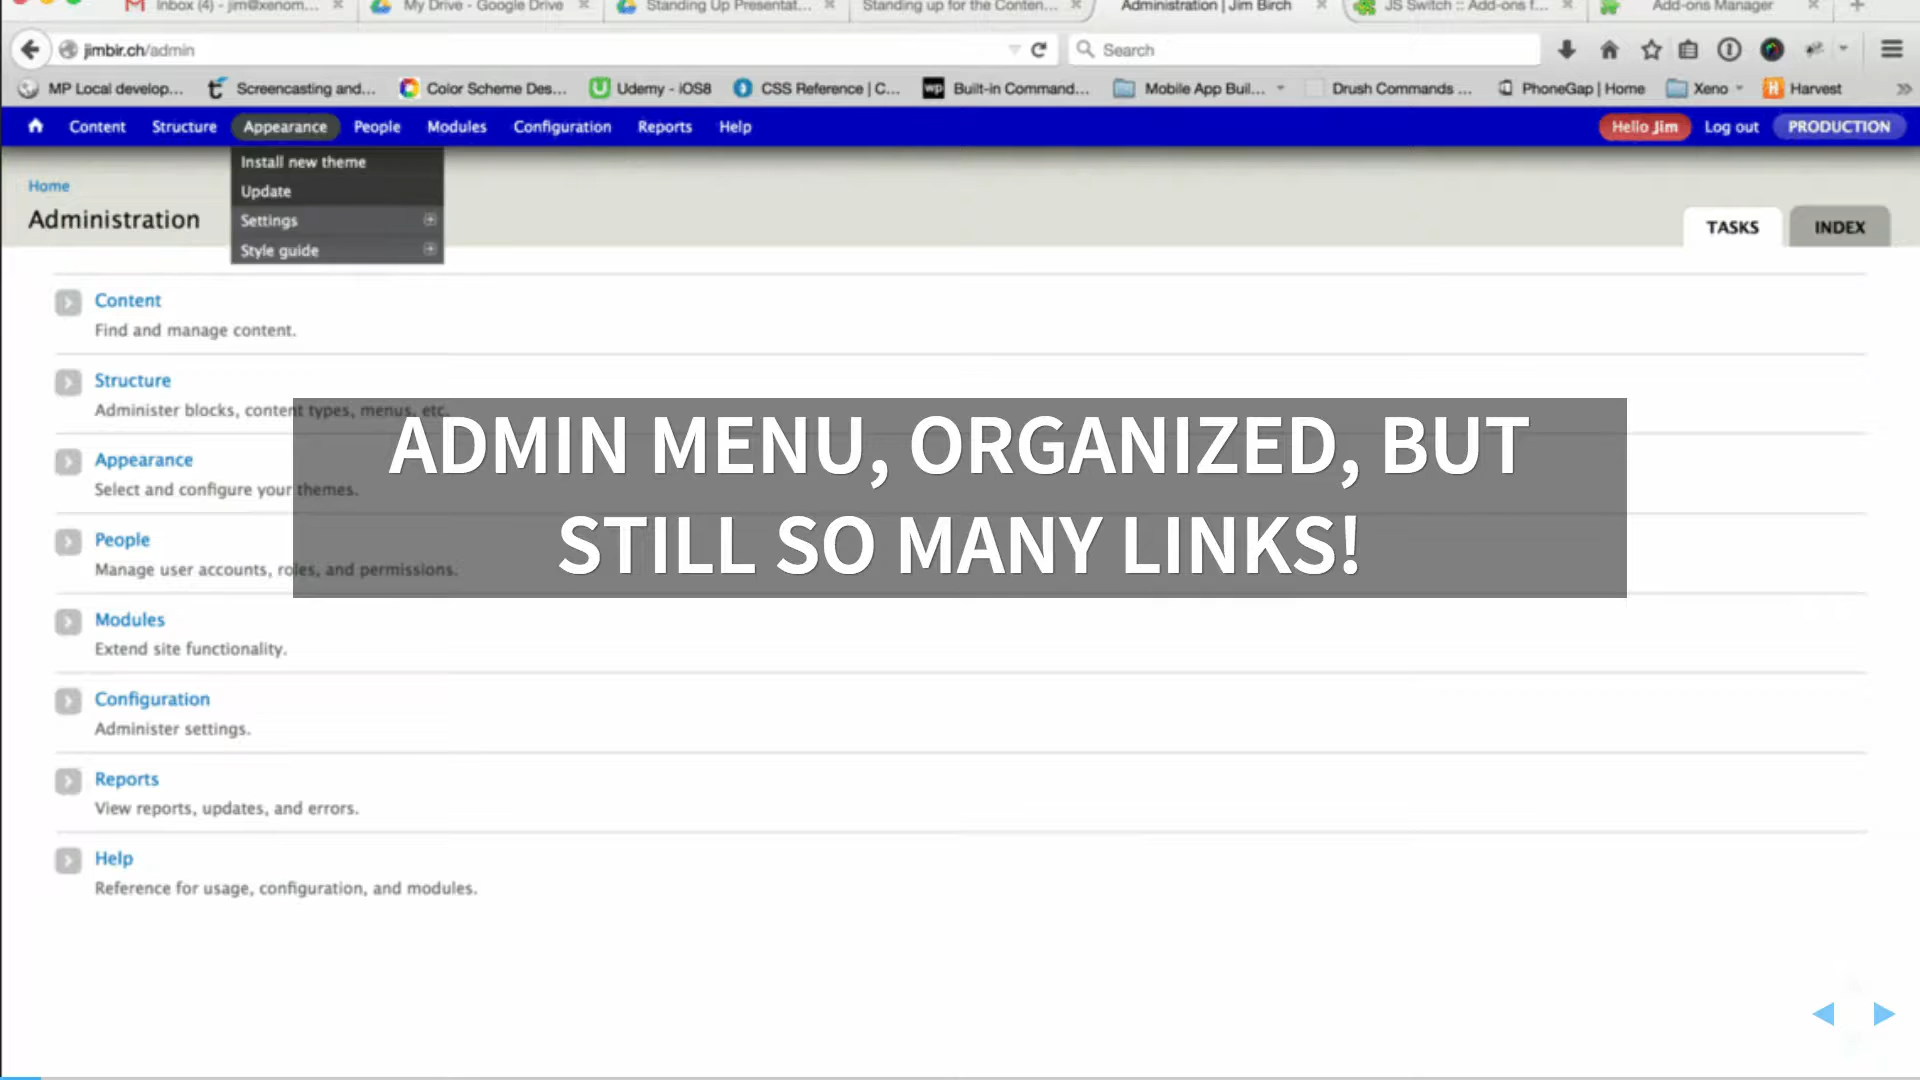 Inbox (4) - jim@xenom... My Drive - Google Drive Standing Up Presentat... Standing up for the Conten... Administration | Jim Birch JS Switch :: Add-ons f... Add-ons Manager
jimbir.ch/admin Search
MP Local develop... Screencasting and... Color Scheme Des... Udemy - iOS8 CSS Reference | C... wp Built-in Command... Mobile App Buil... Drush Commands ... PhoneGap | Home Xeno Harvest
Content Structure Appearance People Modules Configuration Reports Help Hello Jim Log out PRODUCTION
Install new theme
Update
Settings
Style guide
Home
Administration
TASKS INDEX
Content
Find and manage content.
Structure
Administer blocks, content types, menus, etc.
Appearance
Select and configure your themes.
People
Manage user accounts, roles, and permissions.
ADMIN MENU, ORGANIZED, BUT
STILL SO MANY LINKS!
Modules
Extend site functionality.
Configuration
Administer settings.
Reports
View reports, updates, and errors.
Help
Reference for usage, configuration, and modules.